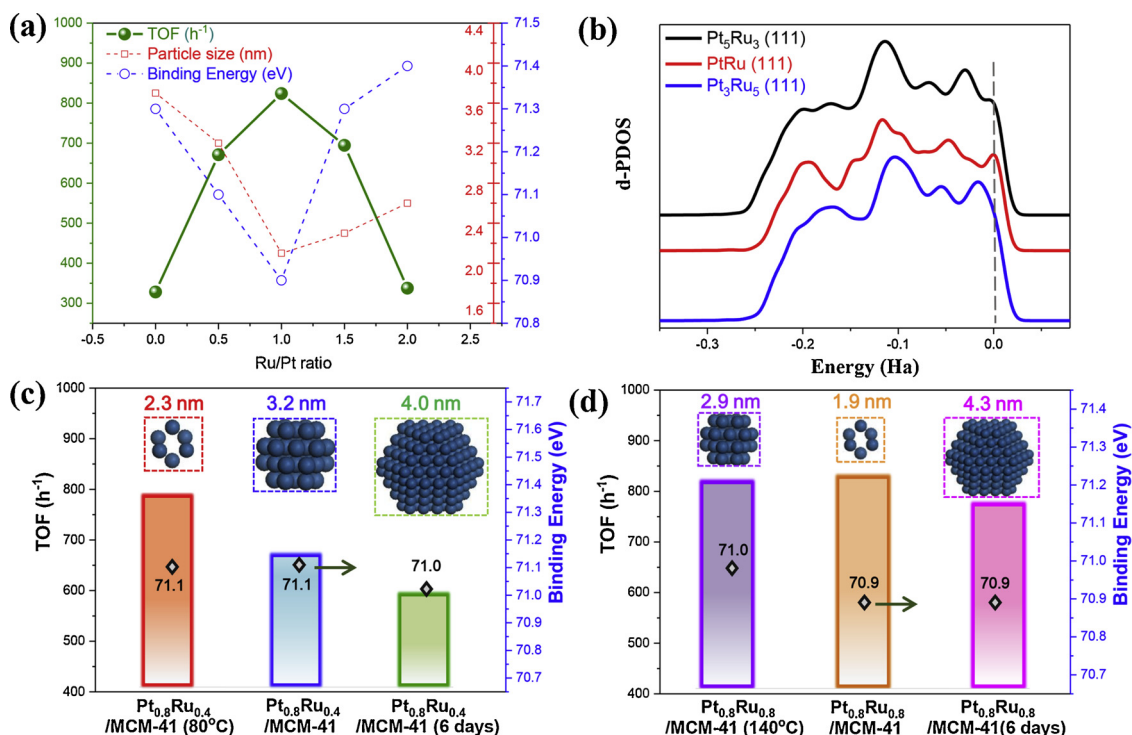 (a)
TOF (h⁻¹)
Particle size (nm)
Binding Energy (eV)
1000
900
800
700
600
500
400
300
4.4
4.0
3.6
3.2
2.8
2.4
2.0
1.6
71.5
71.4
71.3
71.2
71.1
71.0
70.9
70.8
-0.5 0.0 0.5 1.0 1.5 2.0
Ru/Pt ratio
(b)
Pt₅Ru₃ (111)
PtRu (111)
Pt₃Ru₅ (111)
d-PDOS
-0.3 -0.2 -0.1 0.0
Energy (Ha)
(c)
TOF (h⁻¹)
1000
900
800
700
600
500
400
2.3 nm 3.2 nm 4.0 nm
71.1 71.1 71.0
71.7
71.6
71.5
71.4
71.3
71.2
71.1
71.0
70.9
70.8
70.7
Binding Energy (eV)
Pt₀.₈Ru₀.₄ Pt₀.₈Ru₀.₄ Pt₀.₈Ru₀.₄
/MCM-41 (80°C) /MCM-41 /MCM-41 (6 days)
(d)
TOF (h⁻¹)
1000
900
800
700
600
500
400
2.9 nm 1.9 nm 4.3 nm
71.0 70.9 70.9
71.4
71.3
71.2
71.1
71.0
70.9
70.8
70.7
Binding Energy (eV)
Pt₀.₈Ru₀.₈ Pt₀.₈Ru₀.₈ Pt₀.₈Ru₀.₈
/MCM-41 (140°C) /MCM-41 /MCM-41(6 days)